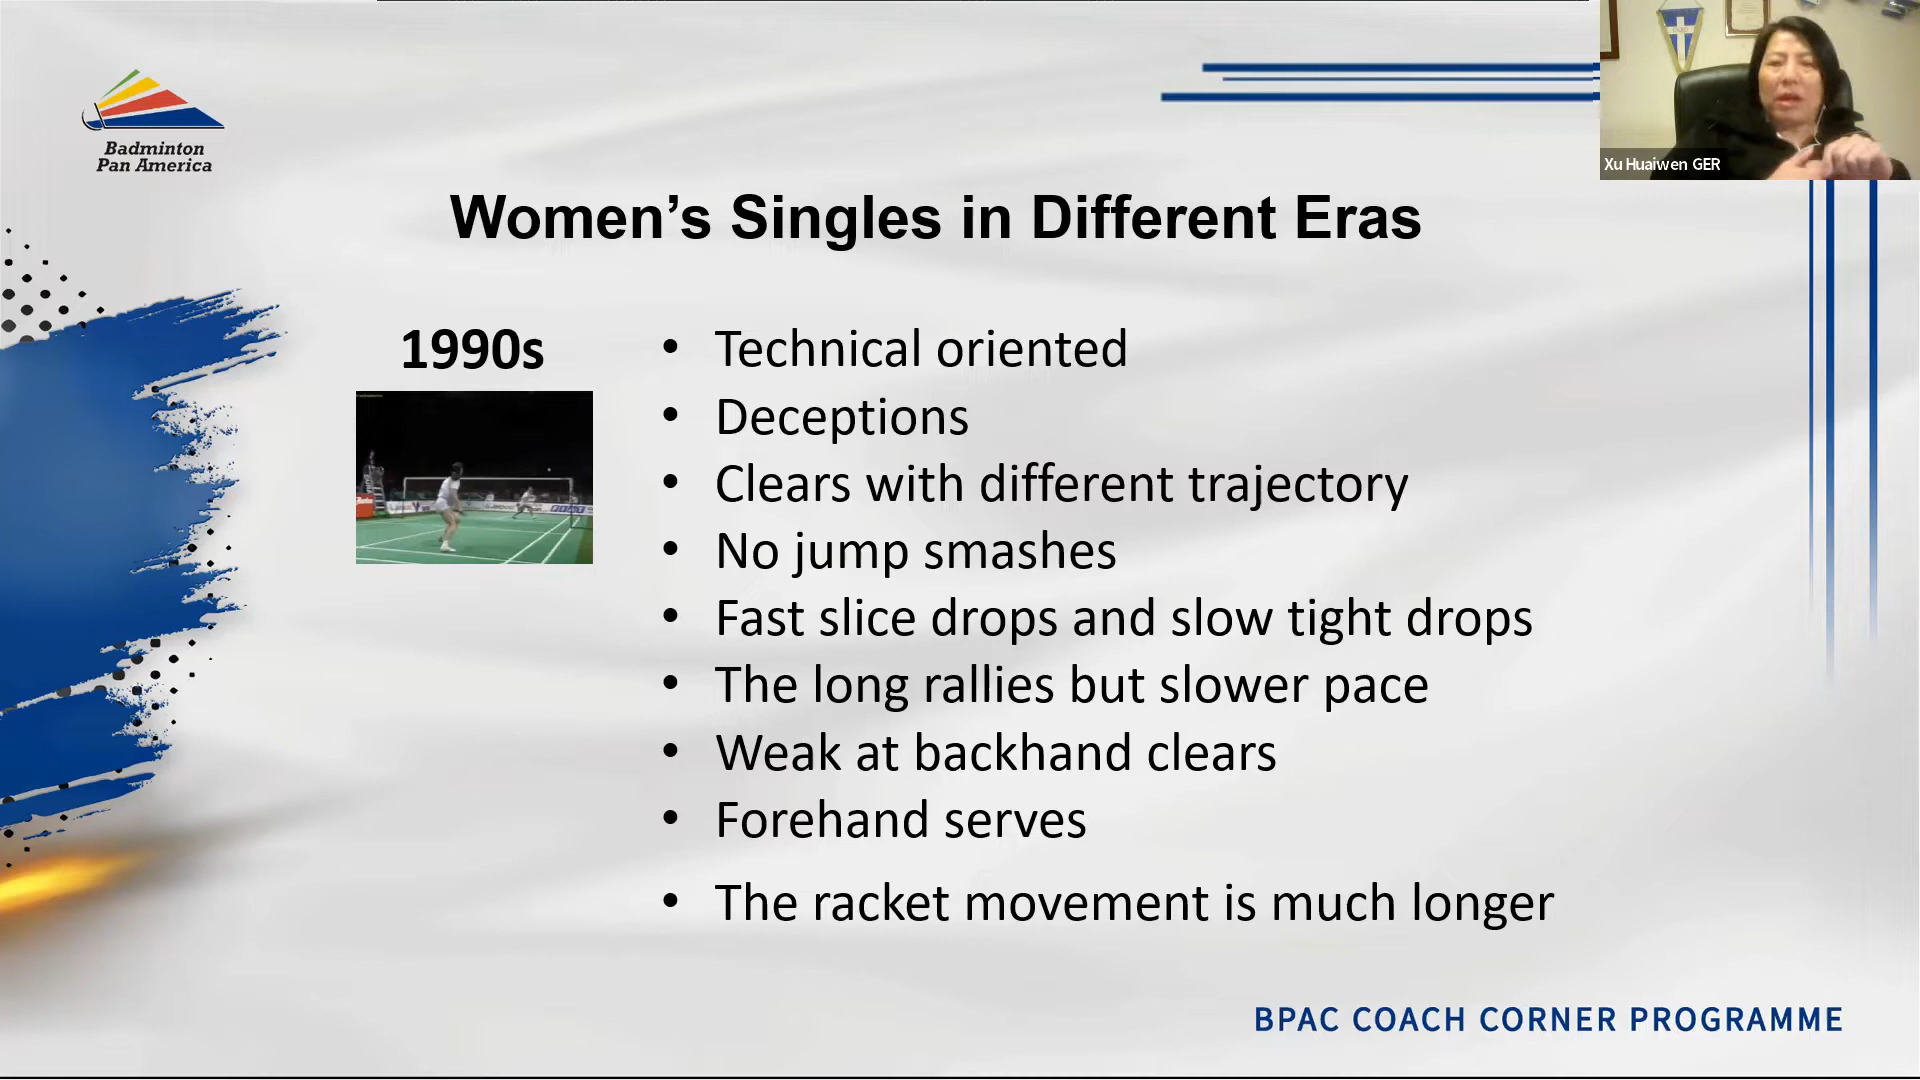 Badminton
Pan America
Xu Huaiwen GER
Women’s Singles in Different Eras
1990s
• Technical oriented
• Deceptions
• Clears with different trajectory
• No jump smashes
• Fast slice drops and slow tight drops
• The long rallies but slower pace
• Weak at backhand clears
• Forehand serves
• The racket movement is much longer
BPAC COACH CORNER PROGRAMME